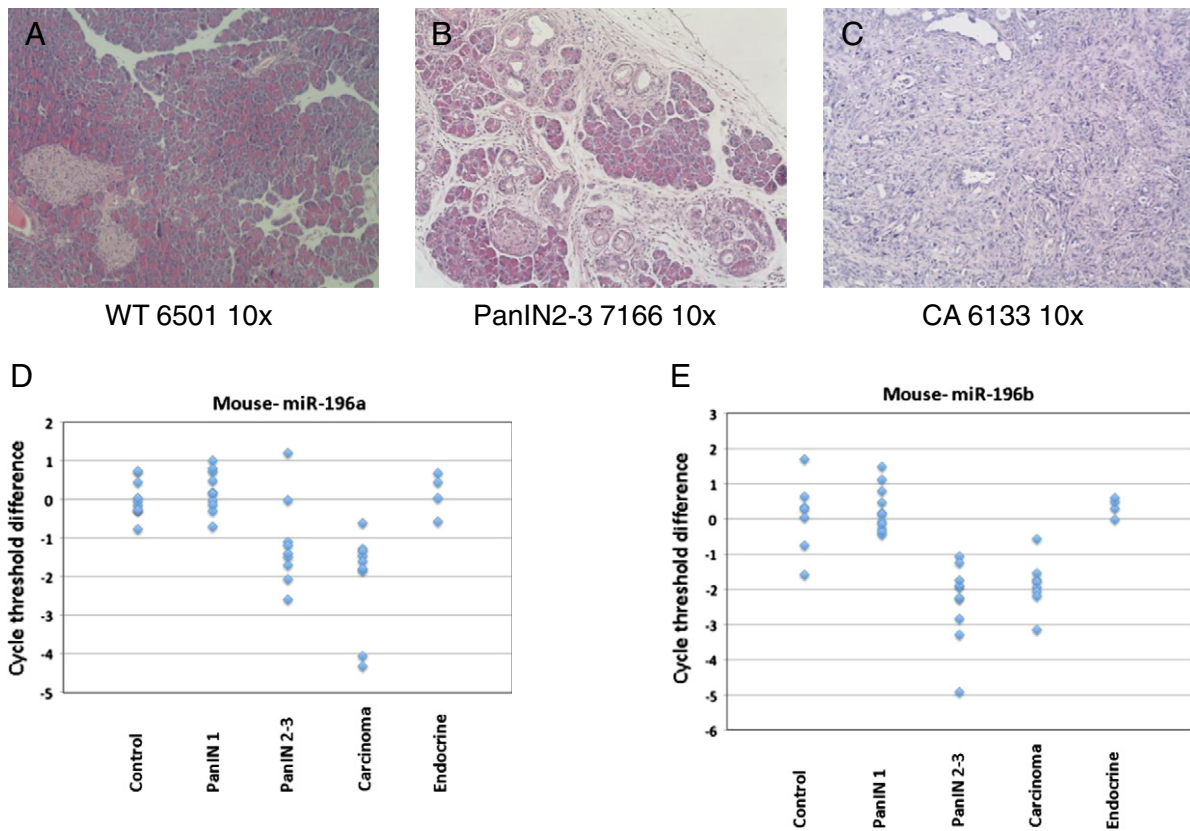 A
B
C
WT 6501 10x
PanIN2-3 7166 10x
CA 6133 10x
D
Mouse- miR-196a
Cycle threshold difference
2
1
0
-1
-2
-3
-4
-5
Control
PanIN 1
PanIN 2-3
Carcinoma
Endocrine
E
Mouse- miR-196b
Cycle threshold difference
3
2
1
0
-1
-2
-3
-4
-5
-6
Control
PanIN 1
PanIN 2-3
Carcinoma
Endocrine